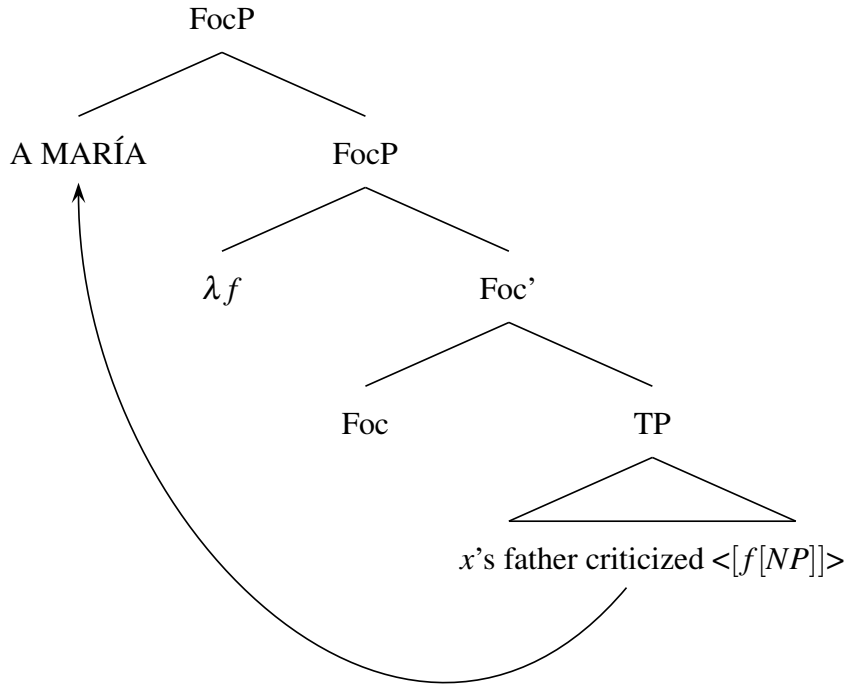 FocP
A MARÍA FocP
λf Foc’
Foc TP
x’s father criticized <[f[NP]]>